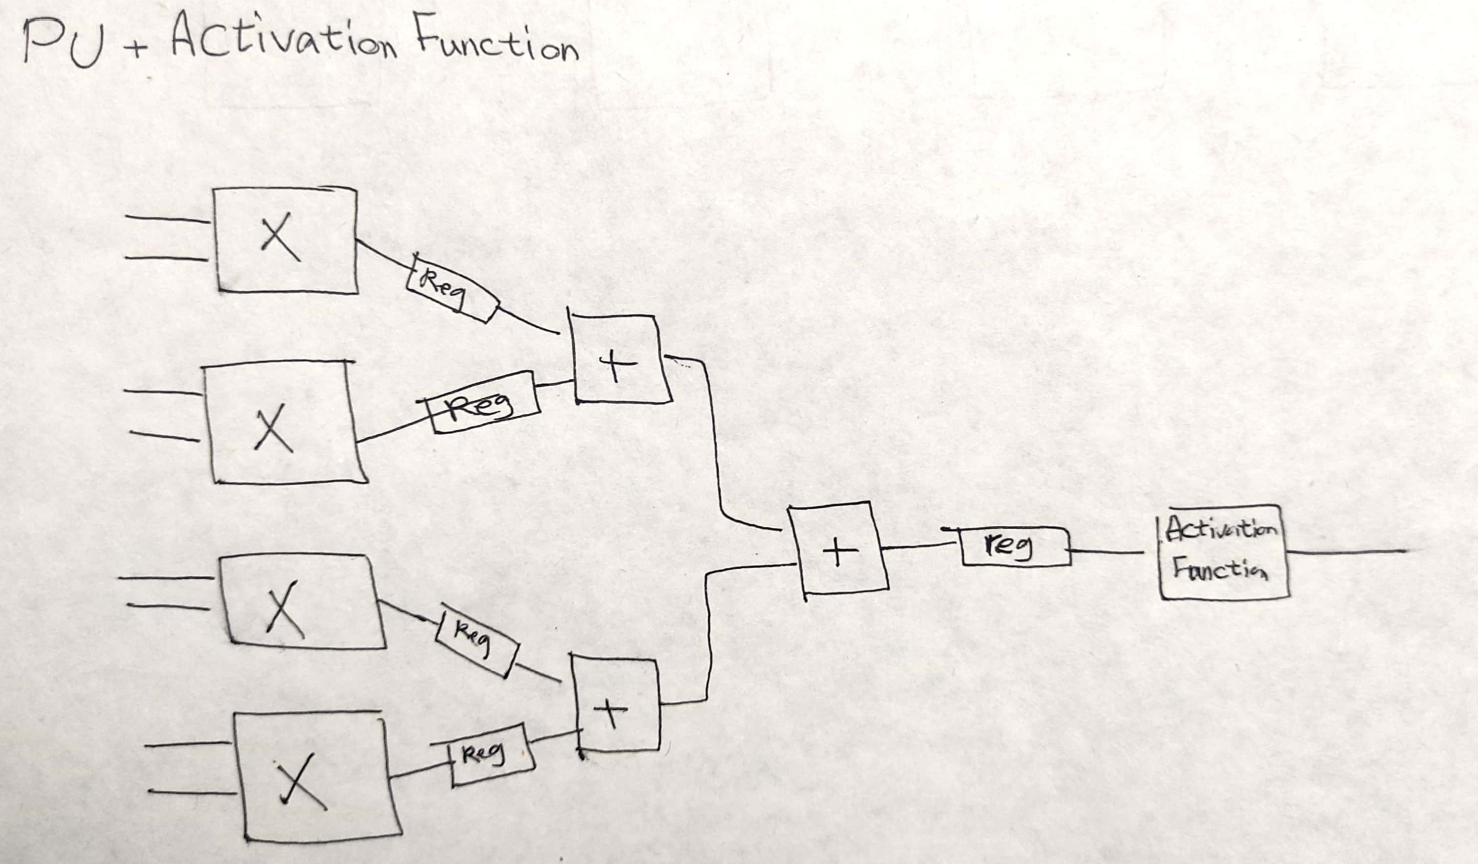 PU + Activation Function
X
Reg
X
Reg
+
X
Reg
X
Reg
+
+
reg
Activation
Function